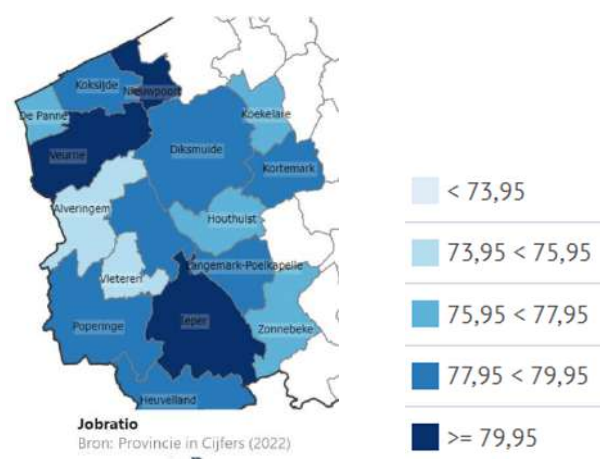 Koksijde
Nieuwpoort
De Panne
Koekelare
Veurne
Diksmuide
Kortemark
Alveringem
Houthulst
Langemark-Poelkapelle
Vleteren
Poperinge
Ieper
Zonnebeke
Heuvelland
Jobratio
Bron: Provincie in Cijfers (2022)
< 73,95
73,95 < 75,95
75,95 < 77,95
77,95 < 79,95
>= 79,95